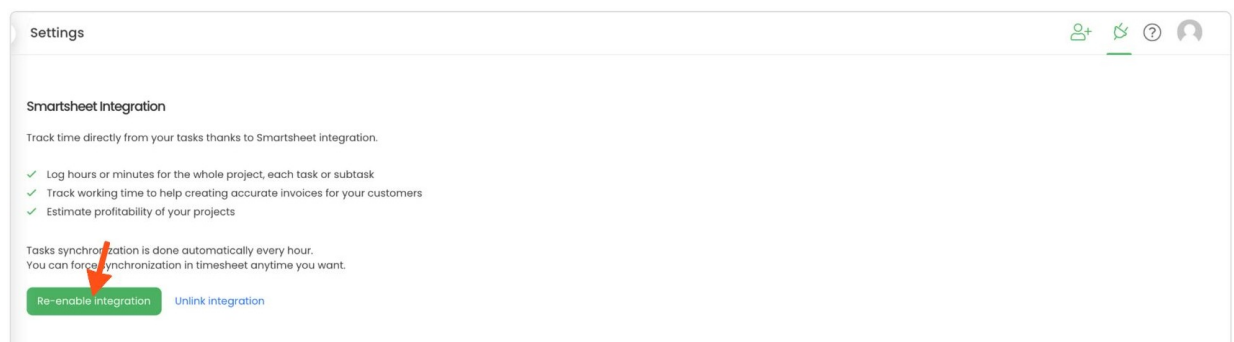 Settings
Smartsheet Integration
Track time directly from your tasks thanks to Smartsheet integration.
Log hours or minutes for the whole project, each task or subtask
Track working time to help creating accurate invoices for your customers
Estimate profitability of your projects
Tasks synchronization is done automatically every hour.
You can force synchronization in timesheet anytime you want.
Re-enable integration Unlink integration